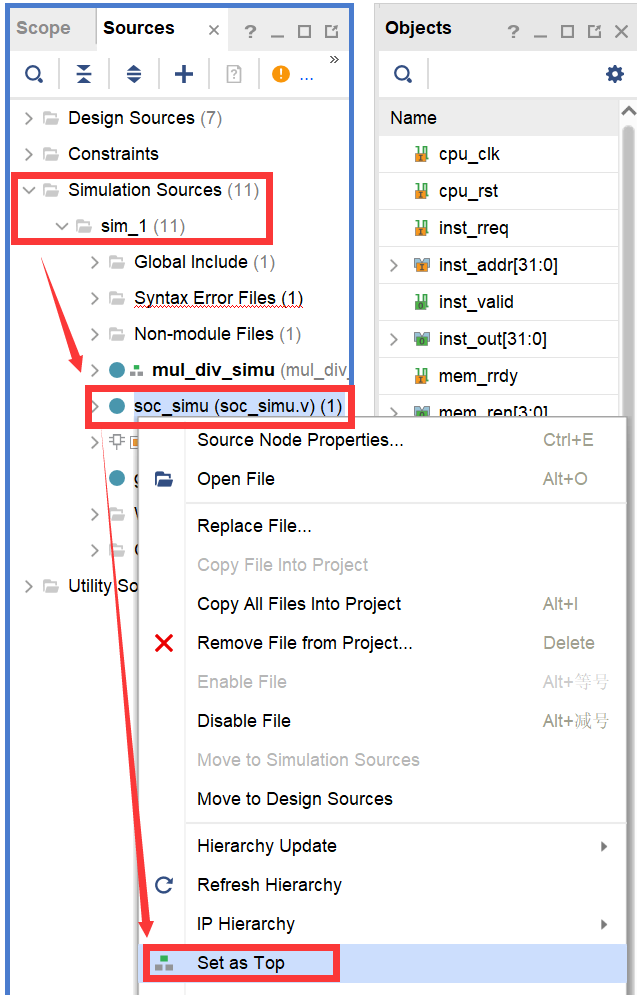 Scope
Sources
Design Sources (7)
Constraints
Simulation Sources (11)
sim_1 (11)
Global Include (1)
Syntax Error Files (1)
Non-module Files (1)
mul_div_simu (mul_div_
soc_simu (soc_simu.v) (1)
Utility So
Source Node Properties... Ctrl+E
Open File Alt+O
Replace File...
Copy File Into Project
Copy All Files Into Project Alt+I
Remove File from Project... Delete
Enable File Alt+等号
Disable File Alt+减号
Move to Simulation Sources
Move to Design Sources
Hierarchy Update
Refresh Hierarchy
IP Hierarchy
Set as Top
Objects
Name
cpu_clk
cpu_rst
inst_rreq
inst_addr[31:0]
inst_valid
inst_out[31:0]
mem_rrdy
mem_ren[3:0]